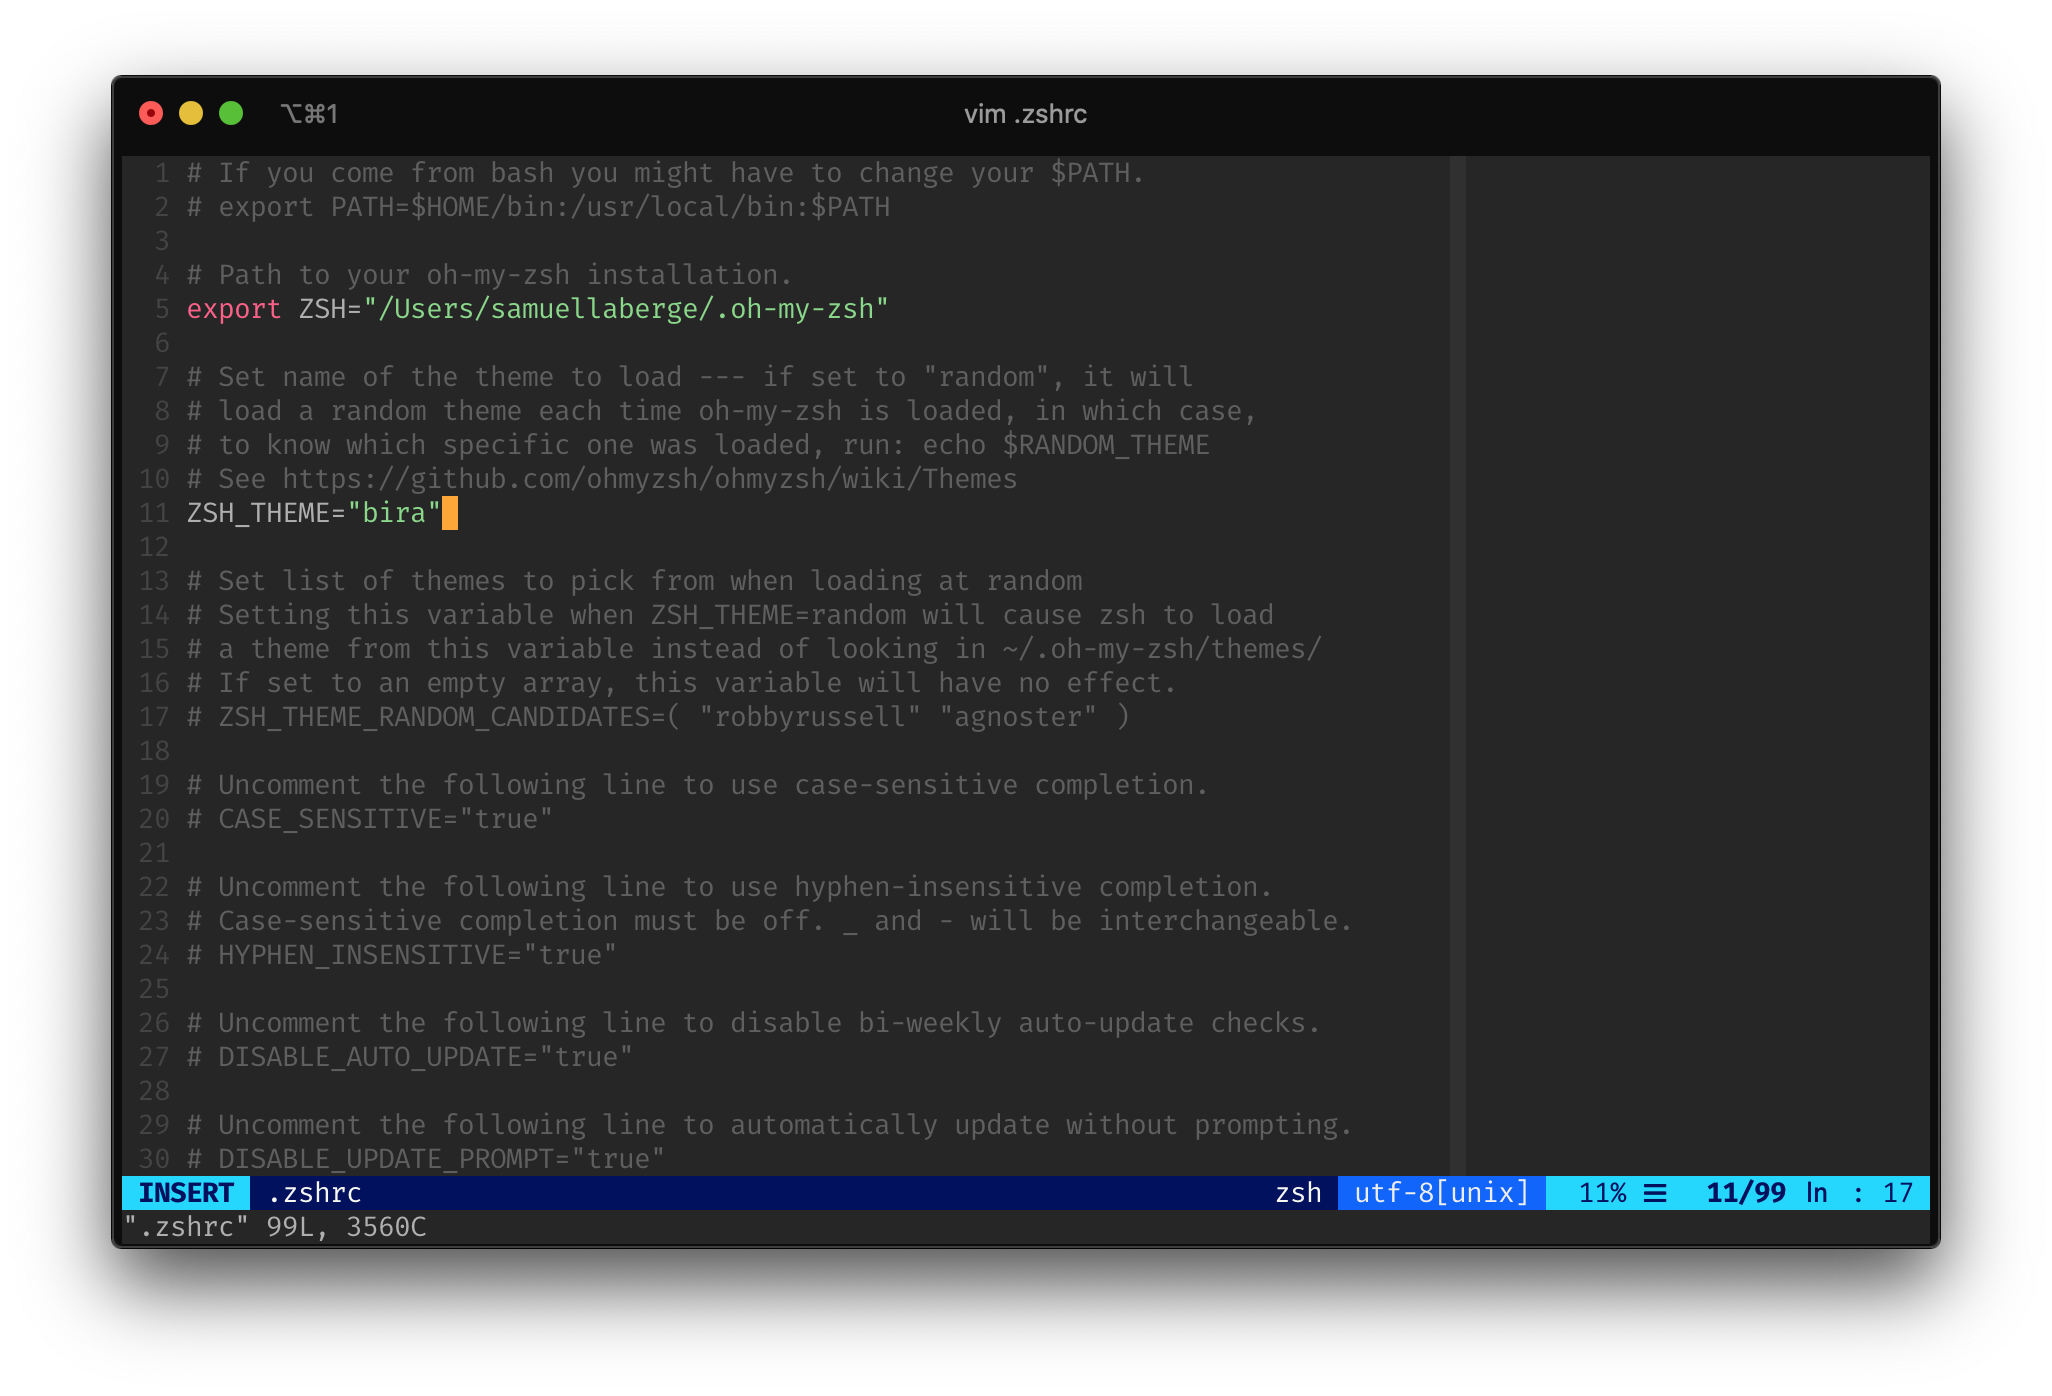 ⌥⌘1 vim .zshrc
1 # If you come from bash you might have to change your $PATH.
2 # export PATH=$HOME/bin:/usr/local/bin:$PATH
3
4 # Path to your oh-my-zsh installation.
5 export ZSH="/Users/samuellaberge/.oh-my-zsh"
6
7 # Set name of the theme to load --- if set to "random", it will
8 # load a random theme each time oh-my-zsh is loaded, in which case,
9 # to know which specific one was loaded, run: echo $RANDOM_THEME
10 # See https://github.com/ohmyzsh/ohmyzsh/wiki/Themes
11 ZSH_THEME="bira"
12
13 # Set list of themes to pick from when loading at random
14 # Setting this variable when ZSH_THEME=random will cause zsh to load
15 # a theme from this variable instead of looking in ~/.oh-my-zsh/themes/
16 # If set to an empty array, this variable will have no effect.
17 # ZSH_THEME_RANDOM_CANDIDATES=( "robbyrussell" "agnoster" )
18
19 # Uncomment the following line to use case-sensitive completion.
20 # CASE_SENSITIVE="true"
21
22 # Uncomment the following line to use hyphen-insensitive completion.
23 # Case-sensitive completion must be off. _ and - will be interchangeable.
24 # HYPHEN_INSENSITIVE="true"
25
26 # Uncomment the following line to disable bi-weekly auto-update checks.
27 # DISABLE_AUTO_UPDATE="true"
28
29 # Uncomment the following line to automatically update without prompting.
30 # DISABLE_UPDATE_PROMPT="true"
INSERT .zshrc zsh utf-8[unix] 11% ☰ 11/99 ln : 17
".zshrc" 99L, 3560C